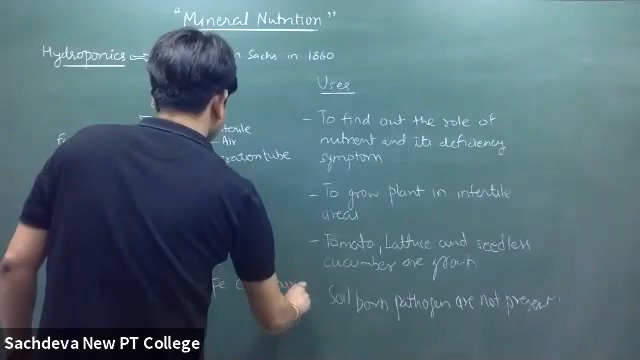 "Mineral Nutrition"
Hydroponics
Sachs in 1860
Uses
- To find out the role of
nutrient and its deficiency
symptom
- Air
- To grow plant in infertile
areas
- Tomato, Lattuce and seedless
cucumber are grown
Fe
Soil born pathogen are not present.
Sachdeva New PT College